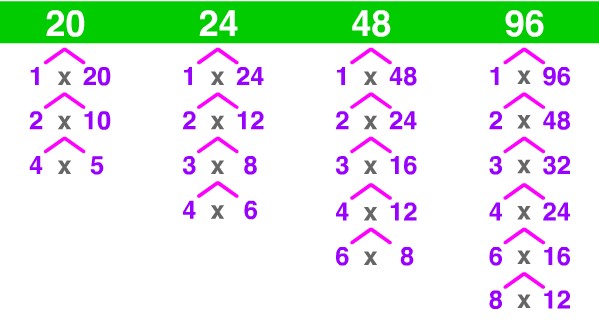 20 24 48 96
1 x 20 1 x 24 1 x 48 1 x 96
2 x 10 2 x 12 2 x 24 2 x 48
4 x 5 3 x 8 3 x 16 3 x 32
4 x 6 4 x 12 4 x 24
6 x 8 6 x 16
8 x 12